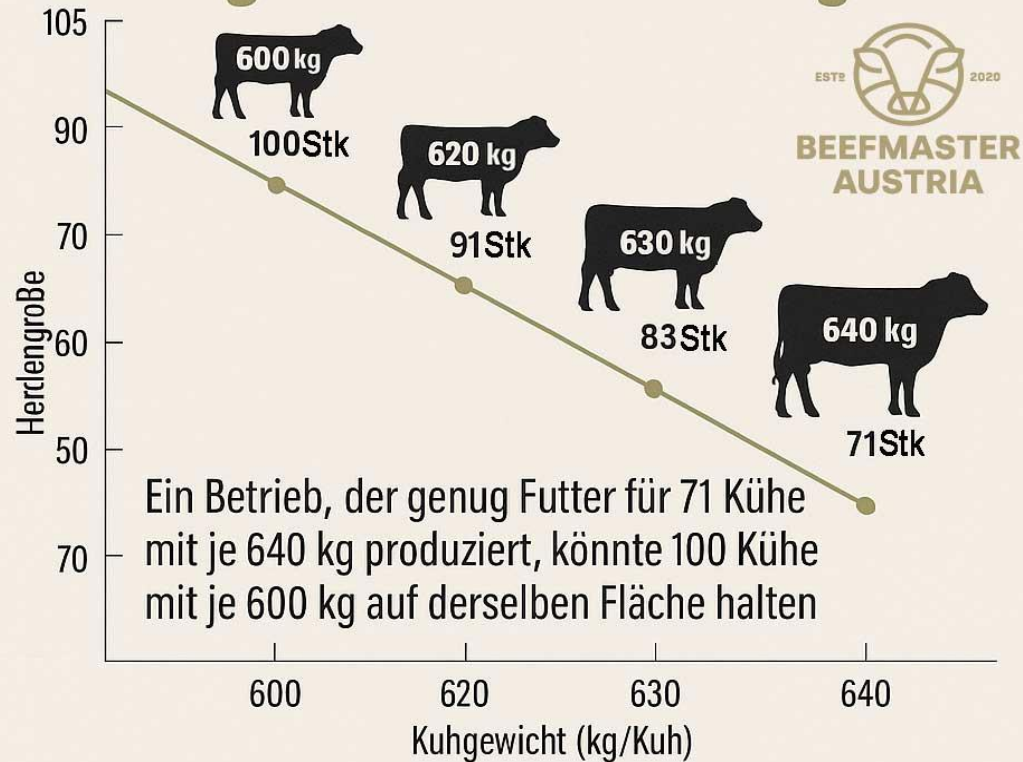 105
90
70
60
50
70
Herdengroße
600 kg
100Stk
620 kg
91Stk
630 kg
83Stk
640 kg
71Stk
ESTD 2020
BEEFMASTER
AUSTRIA
Ein Betrieb, der genug Futter für 71 Kühe
mit je 640 kg produziert, könnte 100 Kühe
mit je 600 kg auf derselben Fläche halten
600 620 630 640
Kuhgewicht (kg/Kuh)